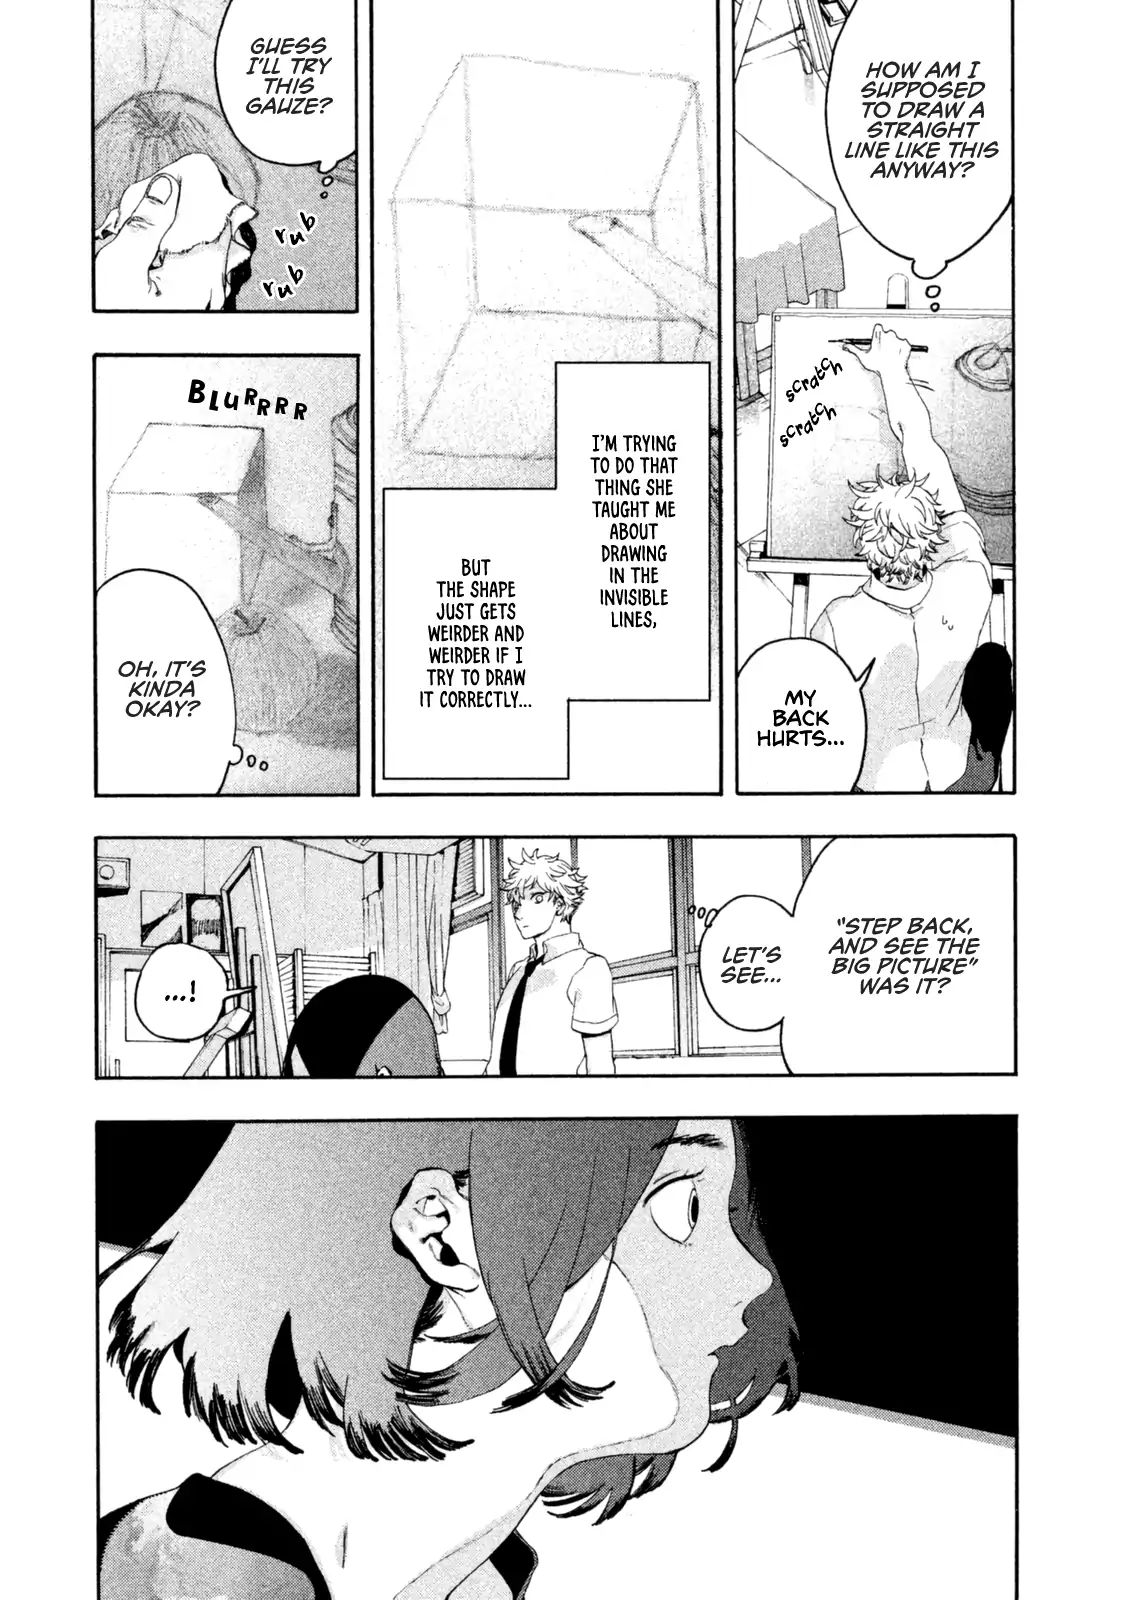 HOW AM I
SUPPOSED
TO DRAW A
STRAIGHT
LINE LIKE THIS
ANYWAY?
scratch
scratch
MY
BACK
HURTS...
I'M TRYING
TO DO THAT
THING SHE
TAUGHT ME
ABOUT
DRAWING
IN THE
INVISIBLE
LINES,
BUT
THE SHAPE
JUST GETS
WEIRDER AND
WEIRDER IF I
TRY TO DRAW
IT CORRECTLY...
GUESS
I'LL TRY
THIS
GAUZE?
rub
rub
BLURRRR
OH, IT'S
KINDA
OKAY?
"STEP BACK,
AND SEE THE
BIG PICTURE"
WAS IT?
LET'S
SEE...
...!